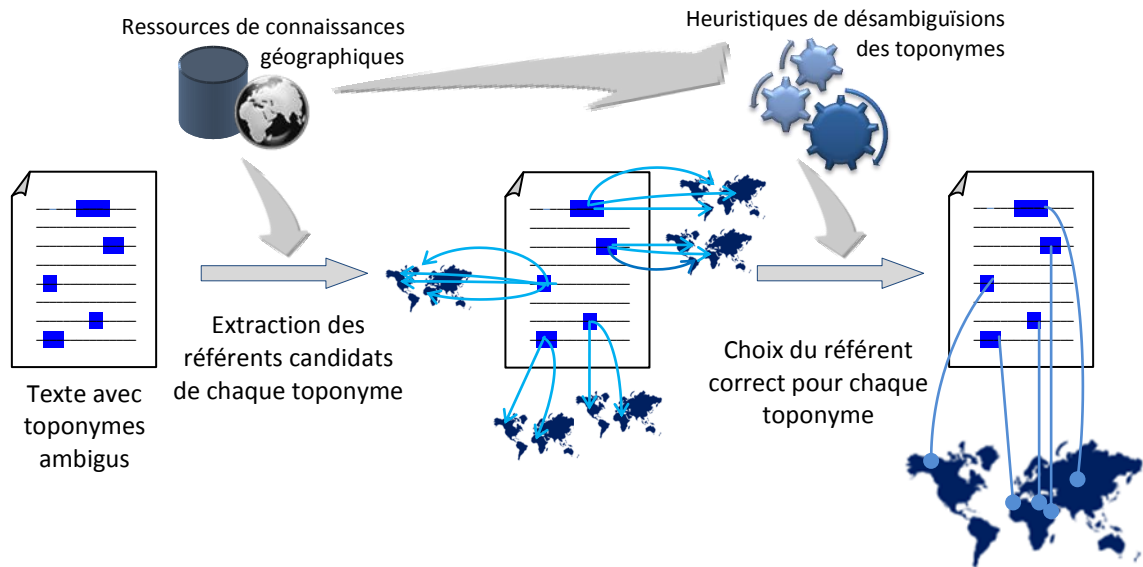 Ressources de connaissances
géographiques
Heuristiques de désambiguïsions
des toponymes
Extraction des
référents candidats
de chaque toponyme
Choix du référent
correct pour chaque
toponyme
Texte avec
toponymes
ambigus